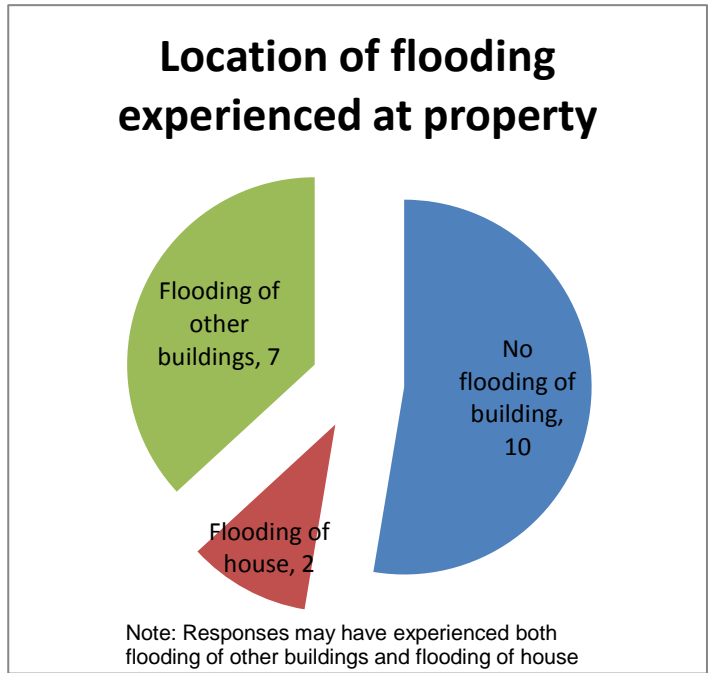 Location of flooding
experienced at property
Flooding of
other
buildings, 7
No
flooding of
building,
10
Flooding of
house, 2
Note: Responses may have experienced both
flooding of other buildings and flooding of house